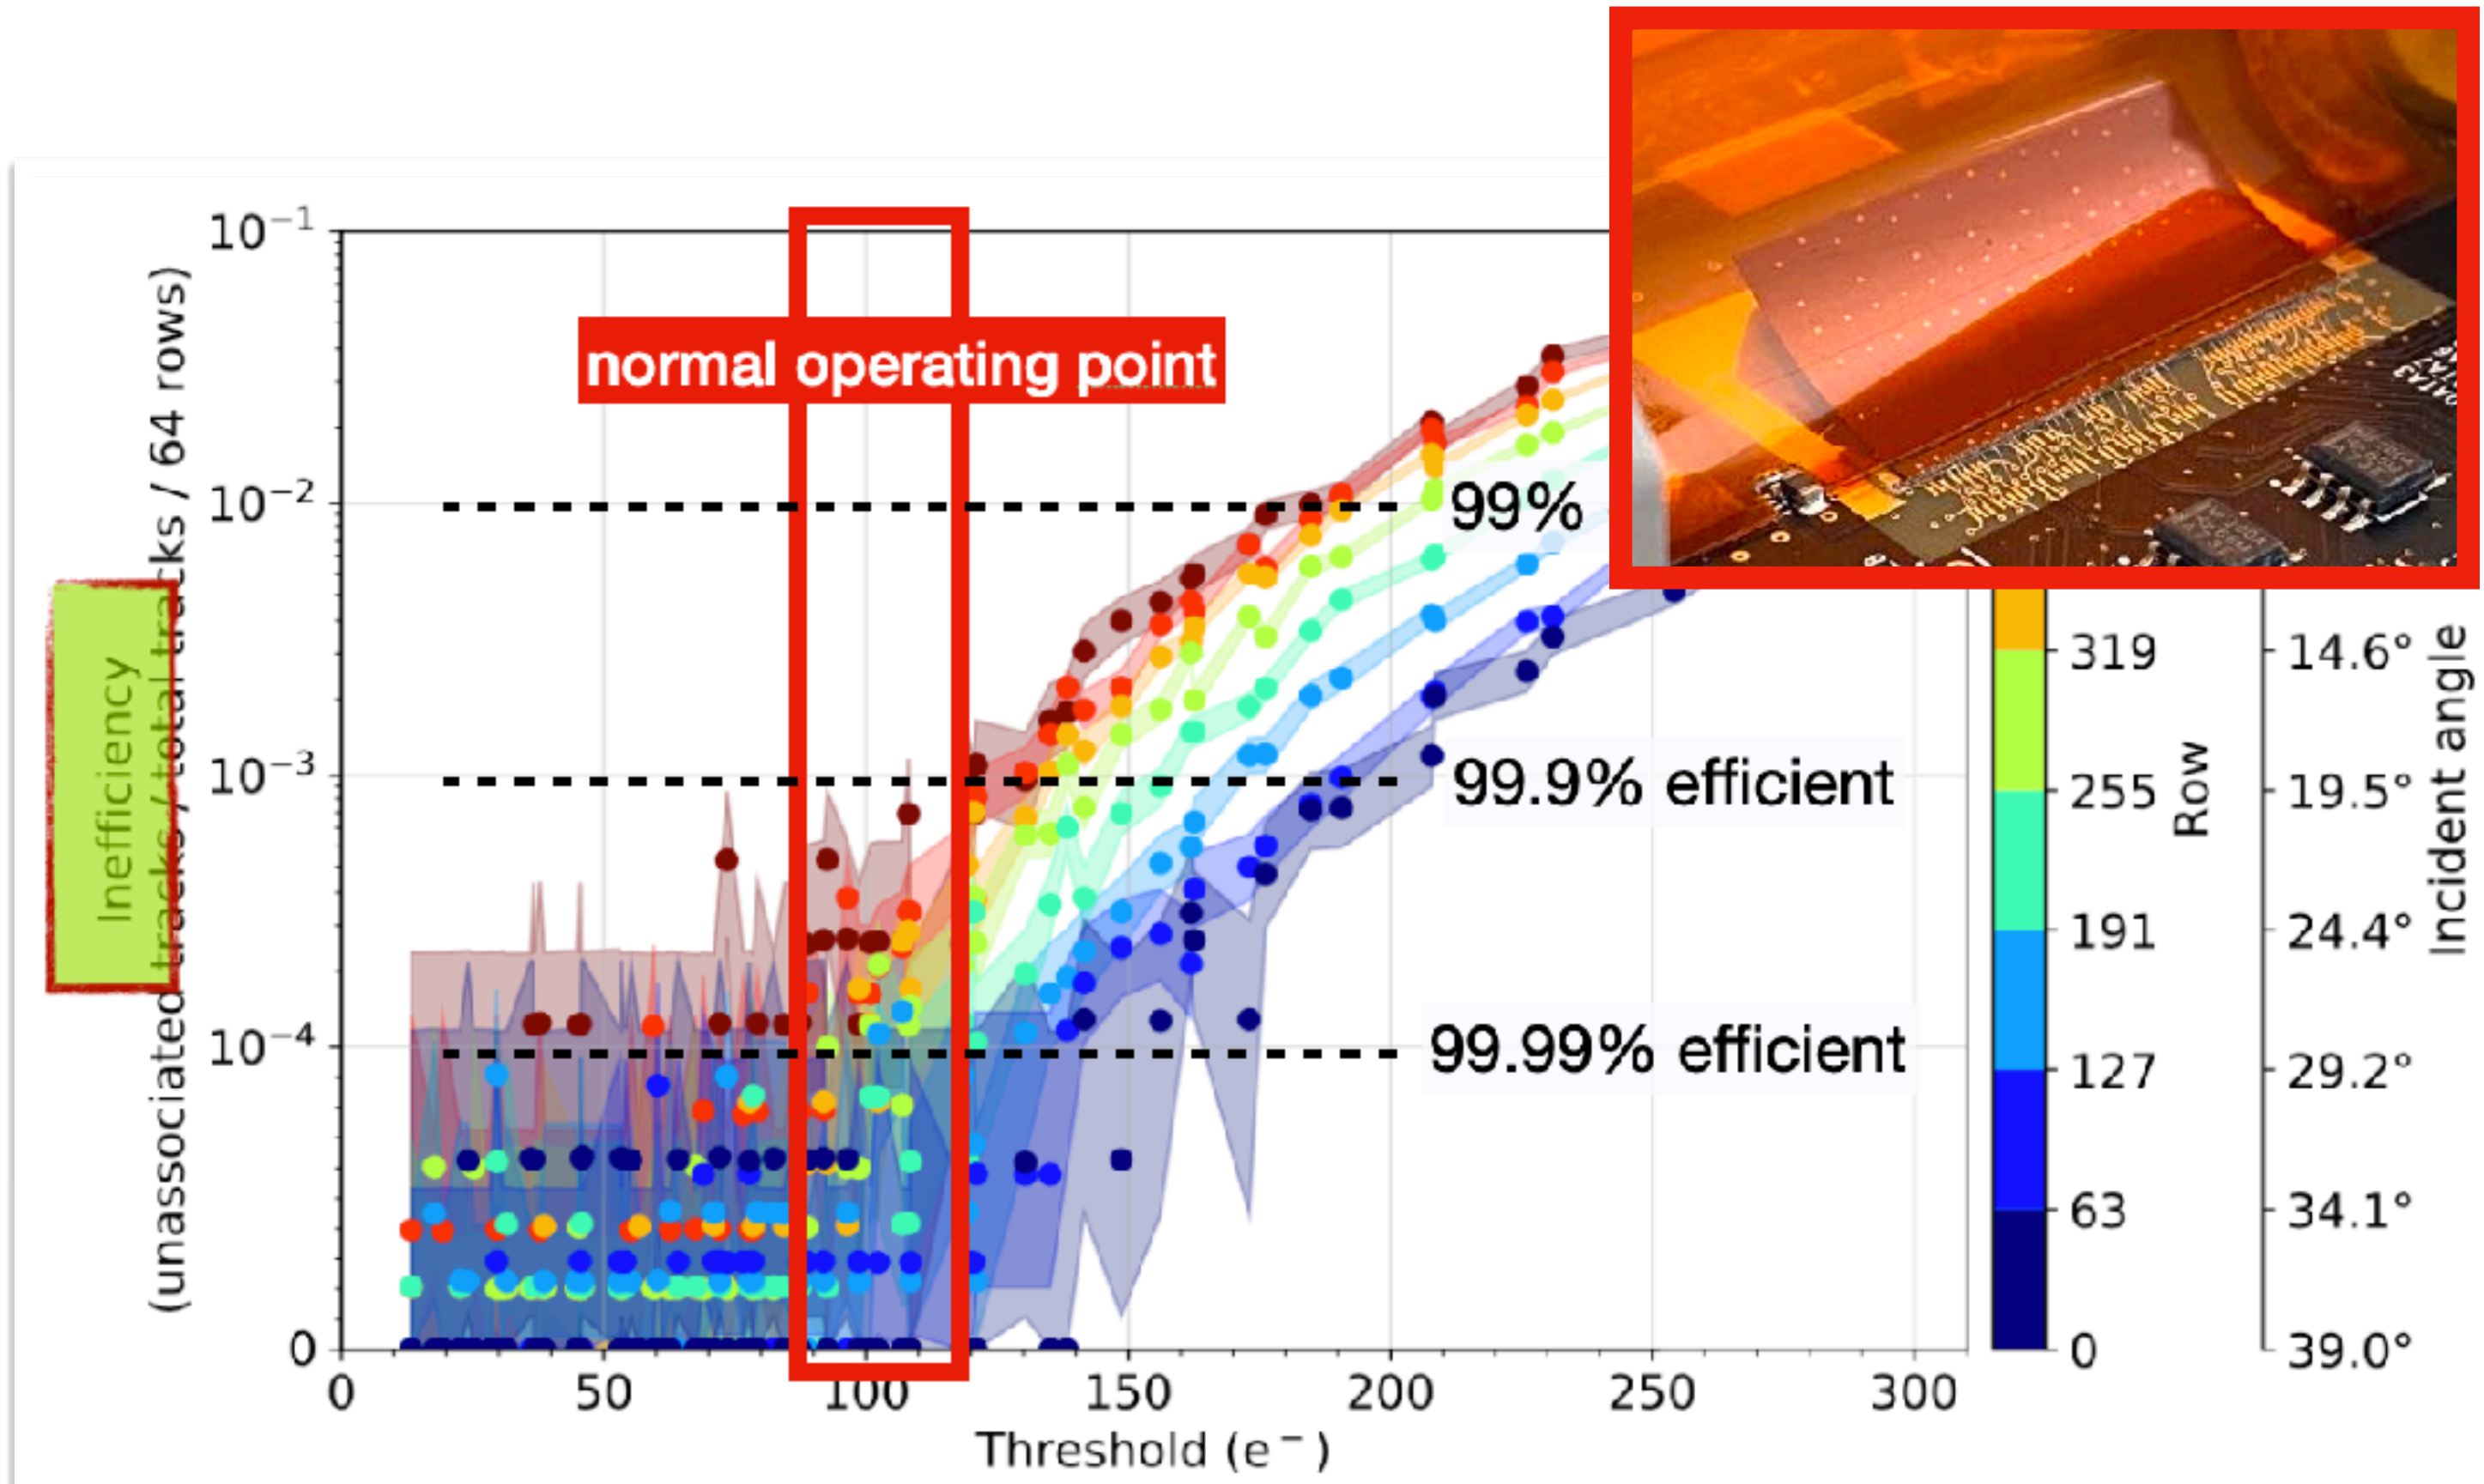 10⁻¹
10⁻²
10⁻³
10⁻⁴
0
Inefficiency
(unassociated tracks / total tracks / 64 rows)
normal operating point
99%
99.9% efficient
99.99% efficient
0 50 100 150 200 250 300
Threshold (e⁻)
319
255
191
127
63
0
Row
14.6°
19.5°
24.4°
29.2°
34.1°
39.0°
Incident angle